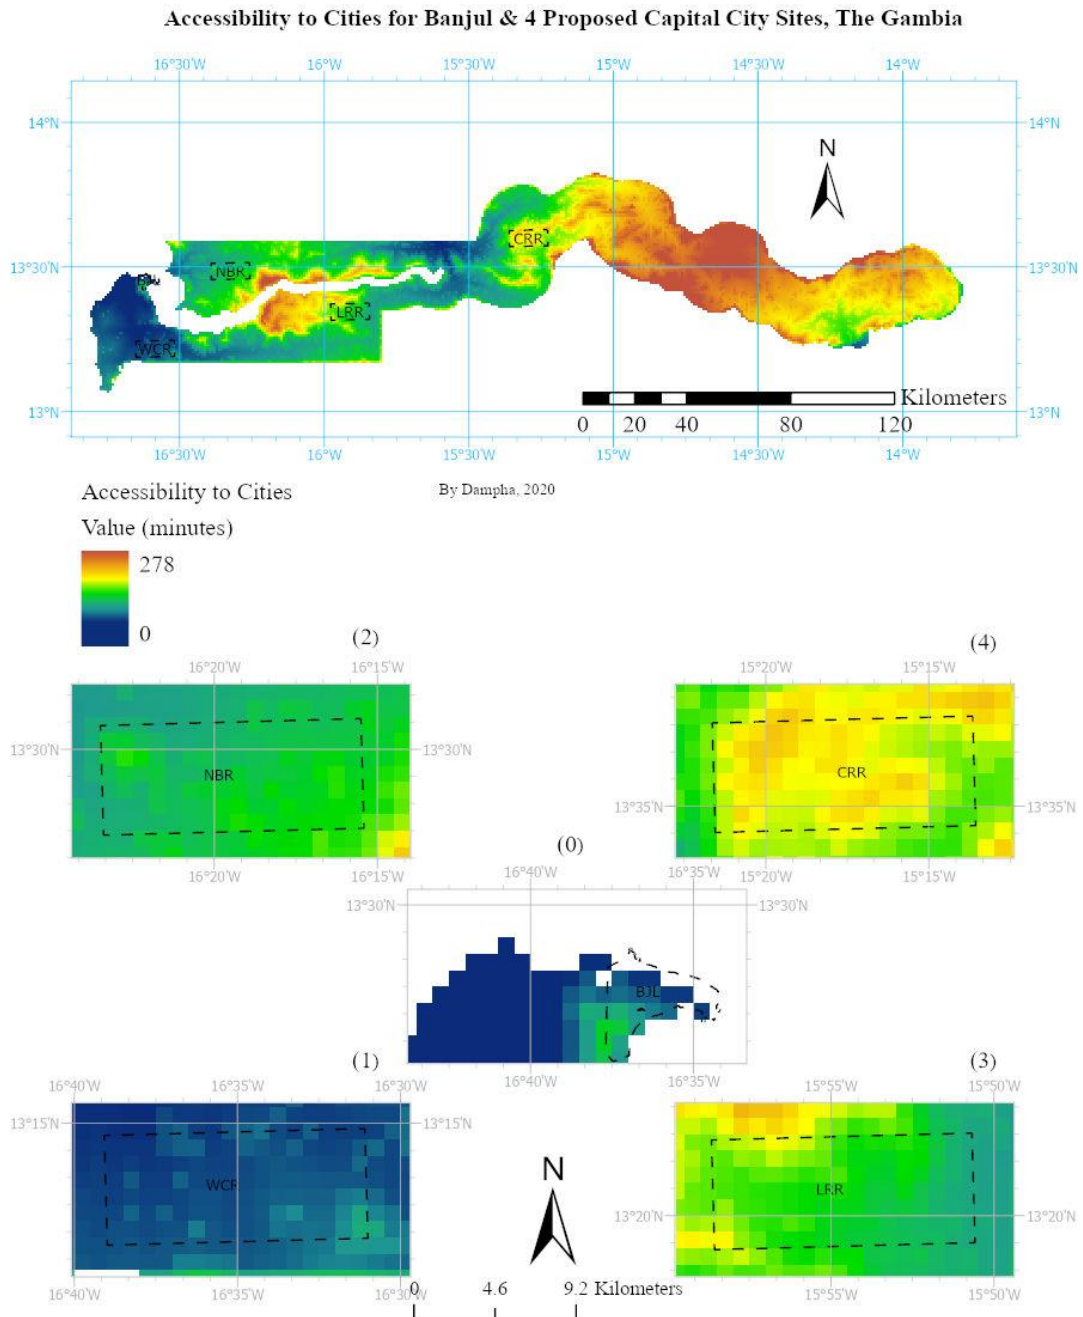 Accessibility to Cities for Banjul & 4 Proposed Capital City Sites, The Gambia
16°30'W 16°W 15°30'W 15°W 14°30'W 14°W
14°N 14°N
N
CRR
13°30'N NBR 13°30'N
BJL
LRR
WCR
Kilometers
13°N 13°N
0 20 40 80 120
16°30'W 16°W 15°30'W 15°W 14°30'W 14°W
Accessibility to Cities
By Dampha, 2020
Value (minutes)
278
0
(2) (4)
16°20'W 16°15'W 15°20'W 15°15'W
13°30'N 13°30'N
NBR CRR
13°35'N 13°35'N
(0)
16°20'W 16°15'W 15°20'W 15°15'W
16°40'W 16°35'W
13°30'N 13°30'N
BJL
(1) (3)
16°40'W 16°35'W
16°40'W 16°35'W 16°30'W 15°55'W 15°50'W
13°15'N 13°15'N
N
WCR LRR
13°20'N 13°20'N
16°40'W 16°35'W 16°30'W 15°55'W 15°50'W
0 4.6 9.2 Kilometers